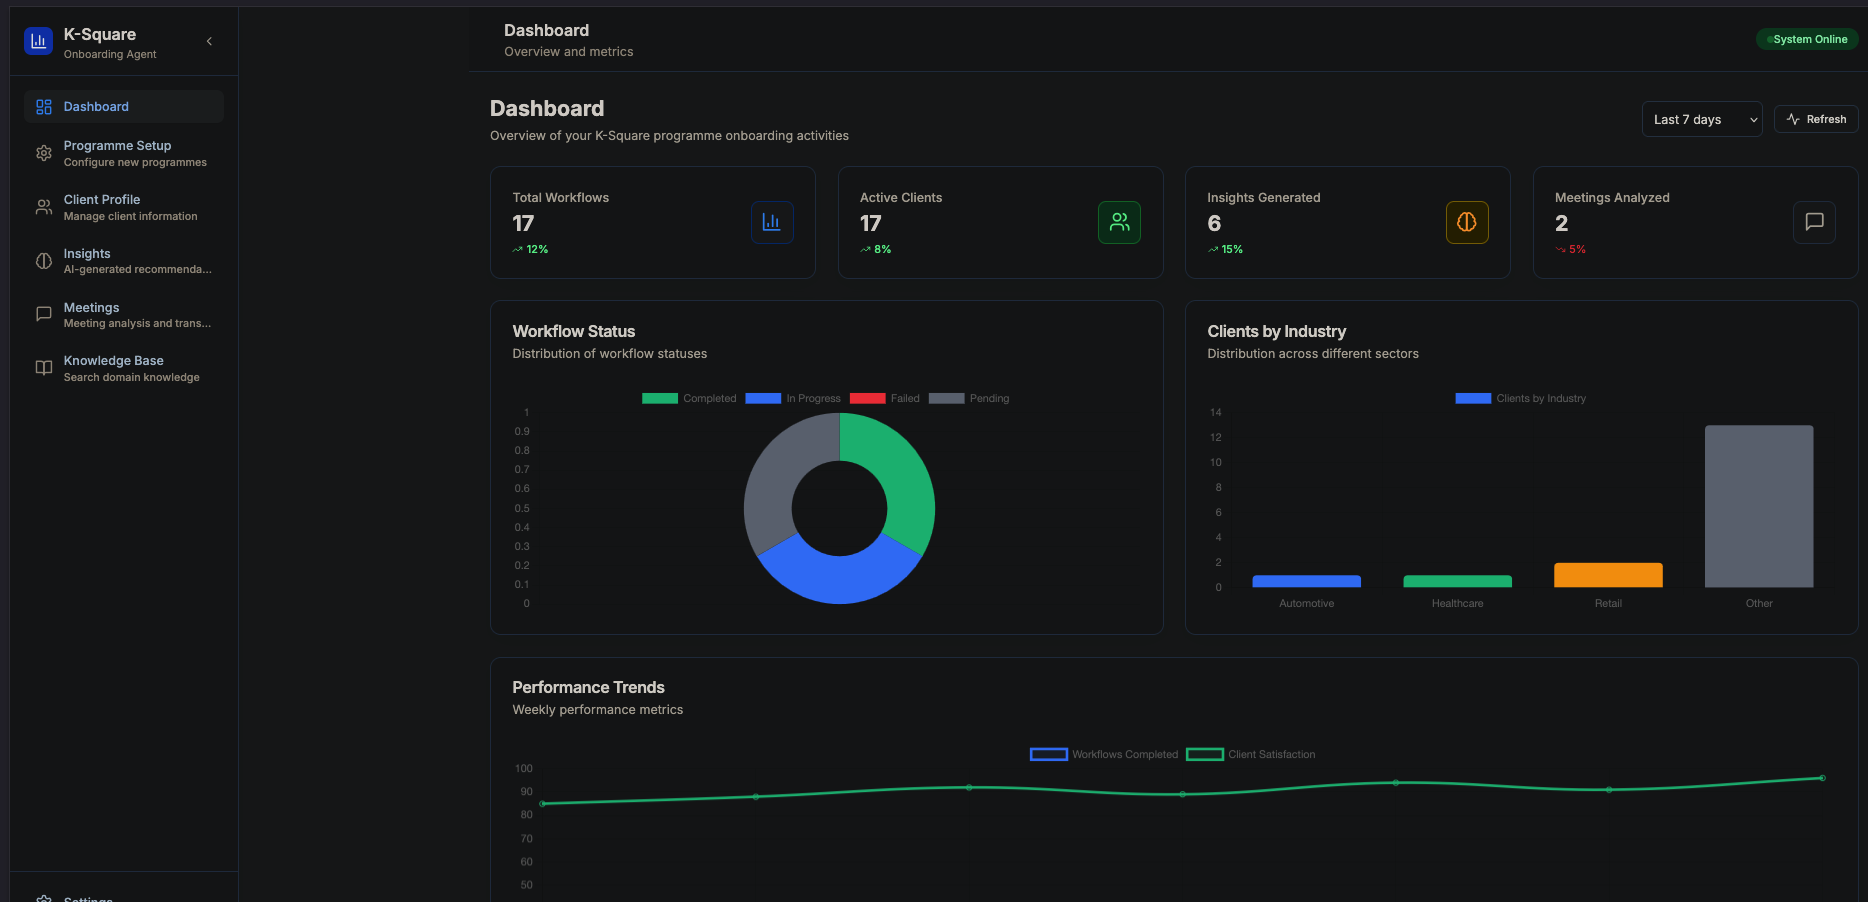 K-Square
Onboarding Agent
Dashboard
Programme Setup
Configure new programmes
Client Profile
Manage client information
Insights
AI-generated recommenda...
Meetings
Meeting analysis and trans...
Knowledge Base
Search domain knowledge
Settings
Dashboard
Overview and metrics
System Online
Dashboard
Overview of your K-Square programme onboarding activities
Last 7 days
Refresh
Total Workflows
17
12%
Active Clients
17
8%
Insights Generated
6
15%
Meetings Analyzed
2
5%
Workflow Status
Distribution of workflow statuses
Completed In Progress Failed Pending
1
0.9
0.8
0.7
0.6
0.5
0.4
0.3
0.2
0.1
0
Clients by Industry
Distribution across different sectors
Clients by Industry
14
12
10
8
6
4
2
0
Automotive Healthcare Retail Other
Performance Trends
Weekly performance metrics
Workflows Completed Client Satisfaction
100
90
80
70
60
50